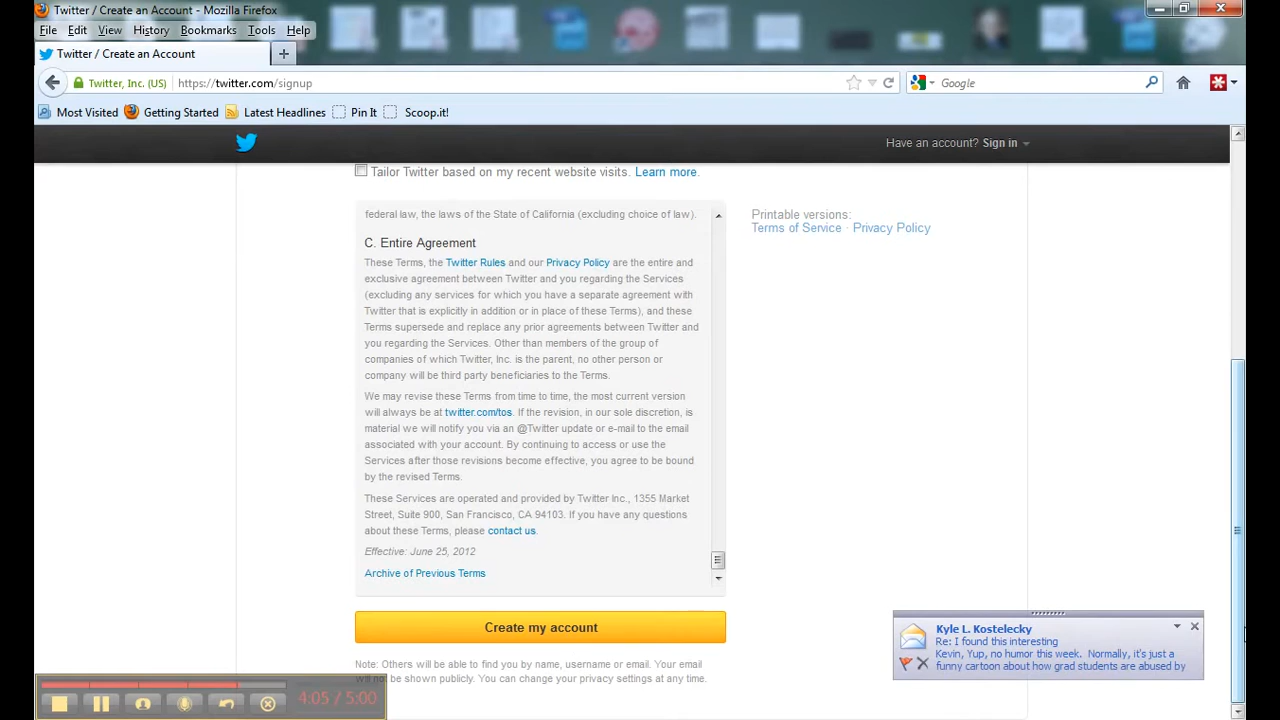 Twitter / Create an Account - Mozilla Firefox
File Edit View History Bookmarks Tools Help
Twitter / Create an Account
Twitter, Inc. (US) https://twitter.com/signup Google
Most Visited Getting Started Latest Headlines Pin It Scoop.it!
Have an account? Sign in
Tailor Twitter based on my recent website visits. Learn more.
federal law, the laws of the State of California (excluding choice of law).
Printable versions:
Terms of Service · Privacy Policy
C. Entire Agreement
These Terms, the Twitter Rules and our Privacy Policy are the entire and
exclusive agreement between Twitter and you regarding the Services
(excluding any services for which you have a separate agreement with
Twitter that is explicitly in addition or in place of these Terms), and these
Terms supersede and replace any prior agreements between Twitter and
you regarding the Services. Other than members of the group of
companies of which Twitter, Inc. is the parent, no other person or
company will be third party beneficiaries to the Terms.
We may revise these Terms from time to time, the most current version
will always be at twitter.com/tos. If the revision, in our sole discretion, is
material we will notify you via an @Twitter update or e-mail to the email
associated with your account. By continuing to access or use the
Services after those revisions become effective, you agree to be bound
by the revised Terms.
These Services are operated and provided by Twitter Inc., 1355 Market
Street, Suite 900, San Francisco, CA 94103. If you have any questions
about these Terms, please contact us.
Effective: June 25, 2012
Archive of Previous Terms
Create my account
Note: Others will be able to find you by name, username or email. Your email
will not be shown publicly. You can change your privacy settings at any time.
Kyle L. Kostelecky
Re: I found this interesting
Kevin, Yup, no humor this week. Normally, it's just a
funny cartoon about how grad students are abused by
4:05 / 5:00